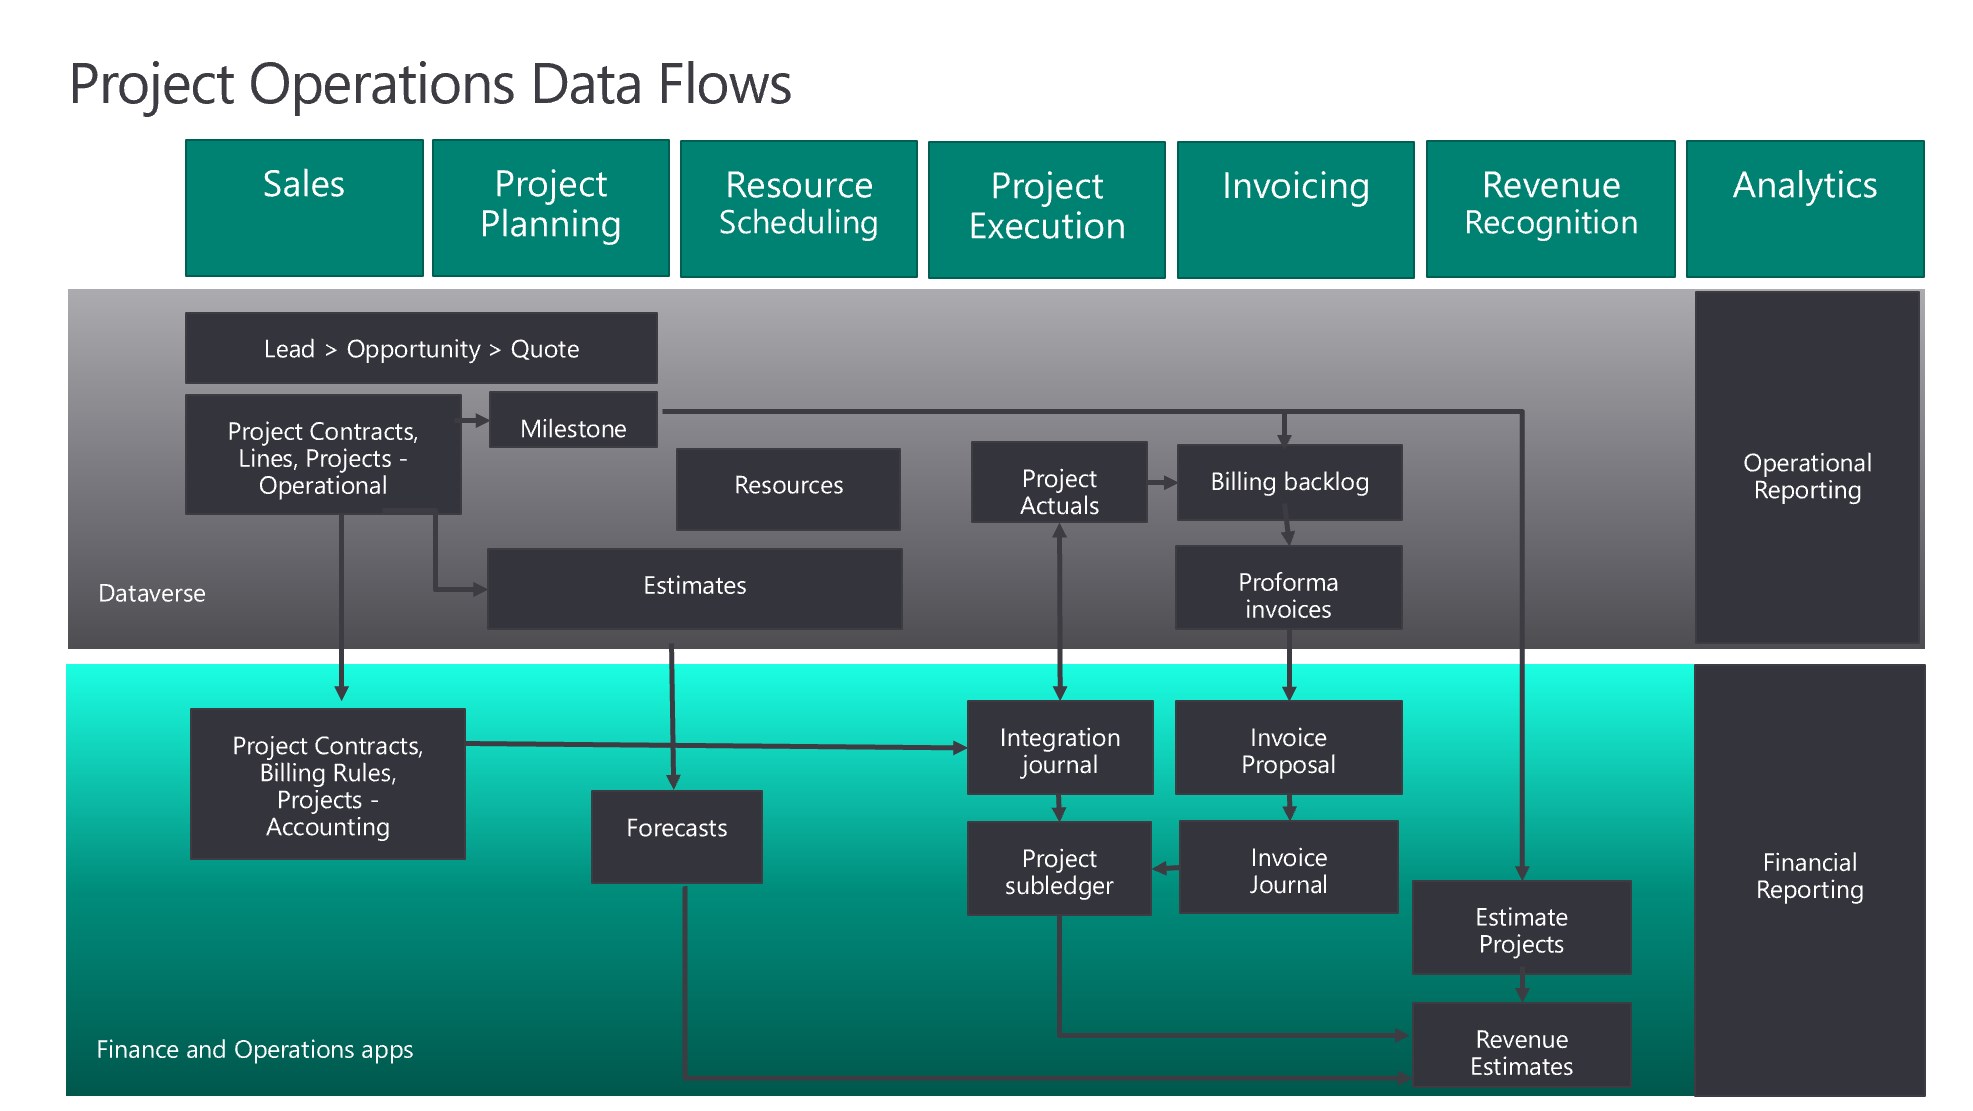 Project Operations Data Flows
Sales
Project
Planning
Resource
Scheduling
Project
Execution
Invoicing
Revenue
Recognition
Analytics
Lead > Opportunity > Quote
Project Contracts,
Lines, Projects -
Operational
Milestone
Resources
Estimates
Project
Actuals
Billing backlog
Proforma
invoices
Operational
Reporting
Dataverse
Project Contracts,
Billing Rules,
Projects -
Accounting
Forecasts
Integration
journal
Invoice
Proposal
Project
subledger
Invoice
Journal
Estimate
Projects
Revenue
Estimates
Financial
Reporting
Finance and Operations apps